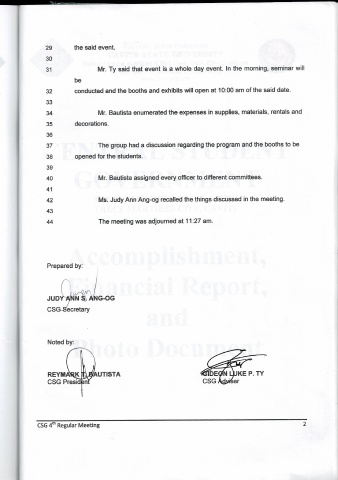 29 the said event.
30
31 Mr. Ty said that event is a whole day event. In the morning, seminar will
be
32 conducted and the booths and exhibits will open at 10:00 am of the said date.
33
34 Mr. Bautista enumerated the expenses in supplies, materials, rentals and
35 decorations.
36
37 The group had a discussion regarding the program and the booths to be
38 opened for the students.
39
40 Mr. Bautista assigned every officer to different committees.
41
42 Ms. Judy Ann Ang-og recalled the things discussed in the meeting.
43
44 The meeting was adjourned at 11:27 am.
Accomplishment,
Financial Report,
and
Photo Document
Prepared by:
JUDY ANN S. ANG-OG
CSG Secretary
Noted by:
REYMARK T. BAUTISTA
CSG President
GIDEON LUKE P. TY
CSG Adviser
CSG 4th Regular Meeting 2